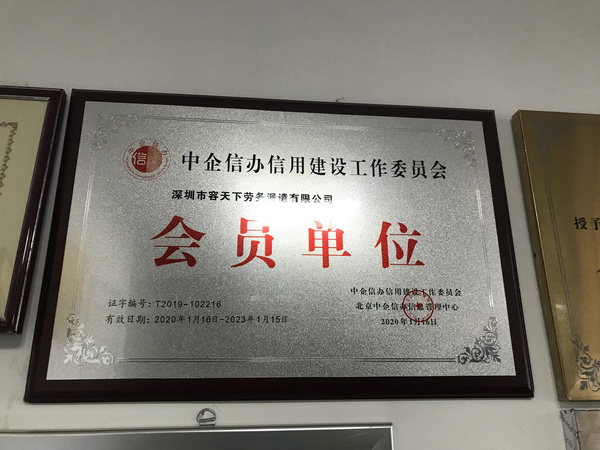 信
中企信办信用建设工作委员会
深圳市容天下劳务派遣有限公司
会员单位
证字编号:T2019-102216
有效日期:2020年1月16日-2023年1月15日
中企信办信用建设工作委员会
北京中企信办信息管理中心
2020年1月16日
授予